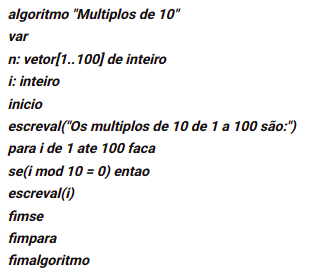 algoritmo "Multiplos de 10"
var
n: vetor[1..100] de inteiro
i: inteiro
inicio
escreval("Os multiplos de 10 de 1 a 100 são:")
para i de 1 ate 100 faca
se(i mod 10 = 0) entao
escreval(i)
fimse
fimpara
fimalgoritmo